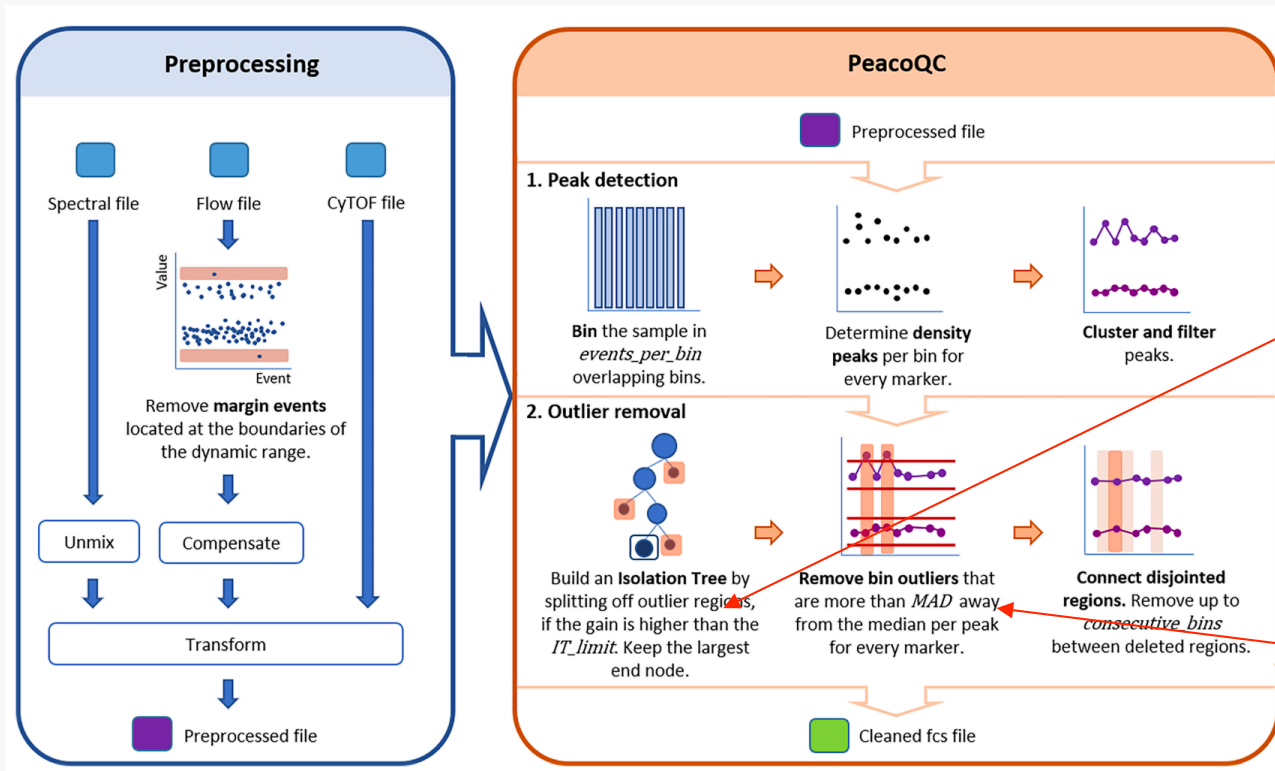 Preprocessing
Spectral file
Flow file
CyTOF file
Value
Event
Remove margin events
located at the boundaries of
the dynamic range.
Unmix
Compensate
Transform
Preprocessed file
PeacoQC
Preprocessed file
1. Peak detection
Bin the sample in
events_per_bin
overlapping bins.
Determine density
peaks per bin for
every marker.
Cluster and filter
peaks.
2. Outlier removal
Build an Isolation Tree by
splitting off outlier regions,
if the gain is higher than the
IT_limit. Keep the largest
end node.
Remove bin outliers that
are more than MAD away
from the median per peak
for every marker.
Connect disjointed
regions. Remove up to
consecutive_bins
between deleted regions.
Cleaned fcs file